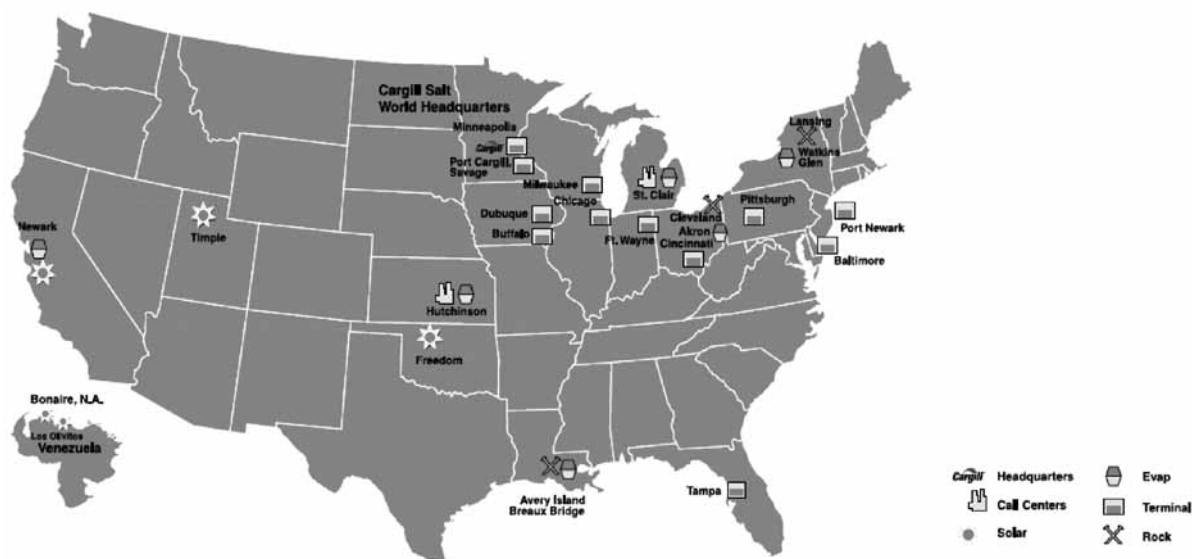 Cargill Salt
World Headquarters
Minneapolis
Cargill
Port Cargill,
Savage
Milwaukee
Chicago
Dubuque
Buffalo
St. Clair
Ft. Wayne
Cleveland
Akron
Cincinnati
Pittsburgh
Lansing
Watkins
Glen
Port Newark
Baltimore
Newark
Timpie
Hutchinson
Freedom
Bonaire, N.A.
Los Olivitos
Venezuela
Avery Island
Breaux Bridge
Tampa
Cargill Headquarters
Call Centers
Solar
Evap
Terminal
Rock